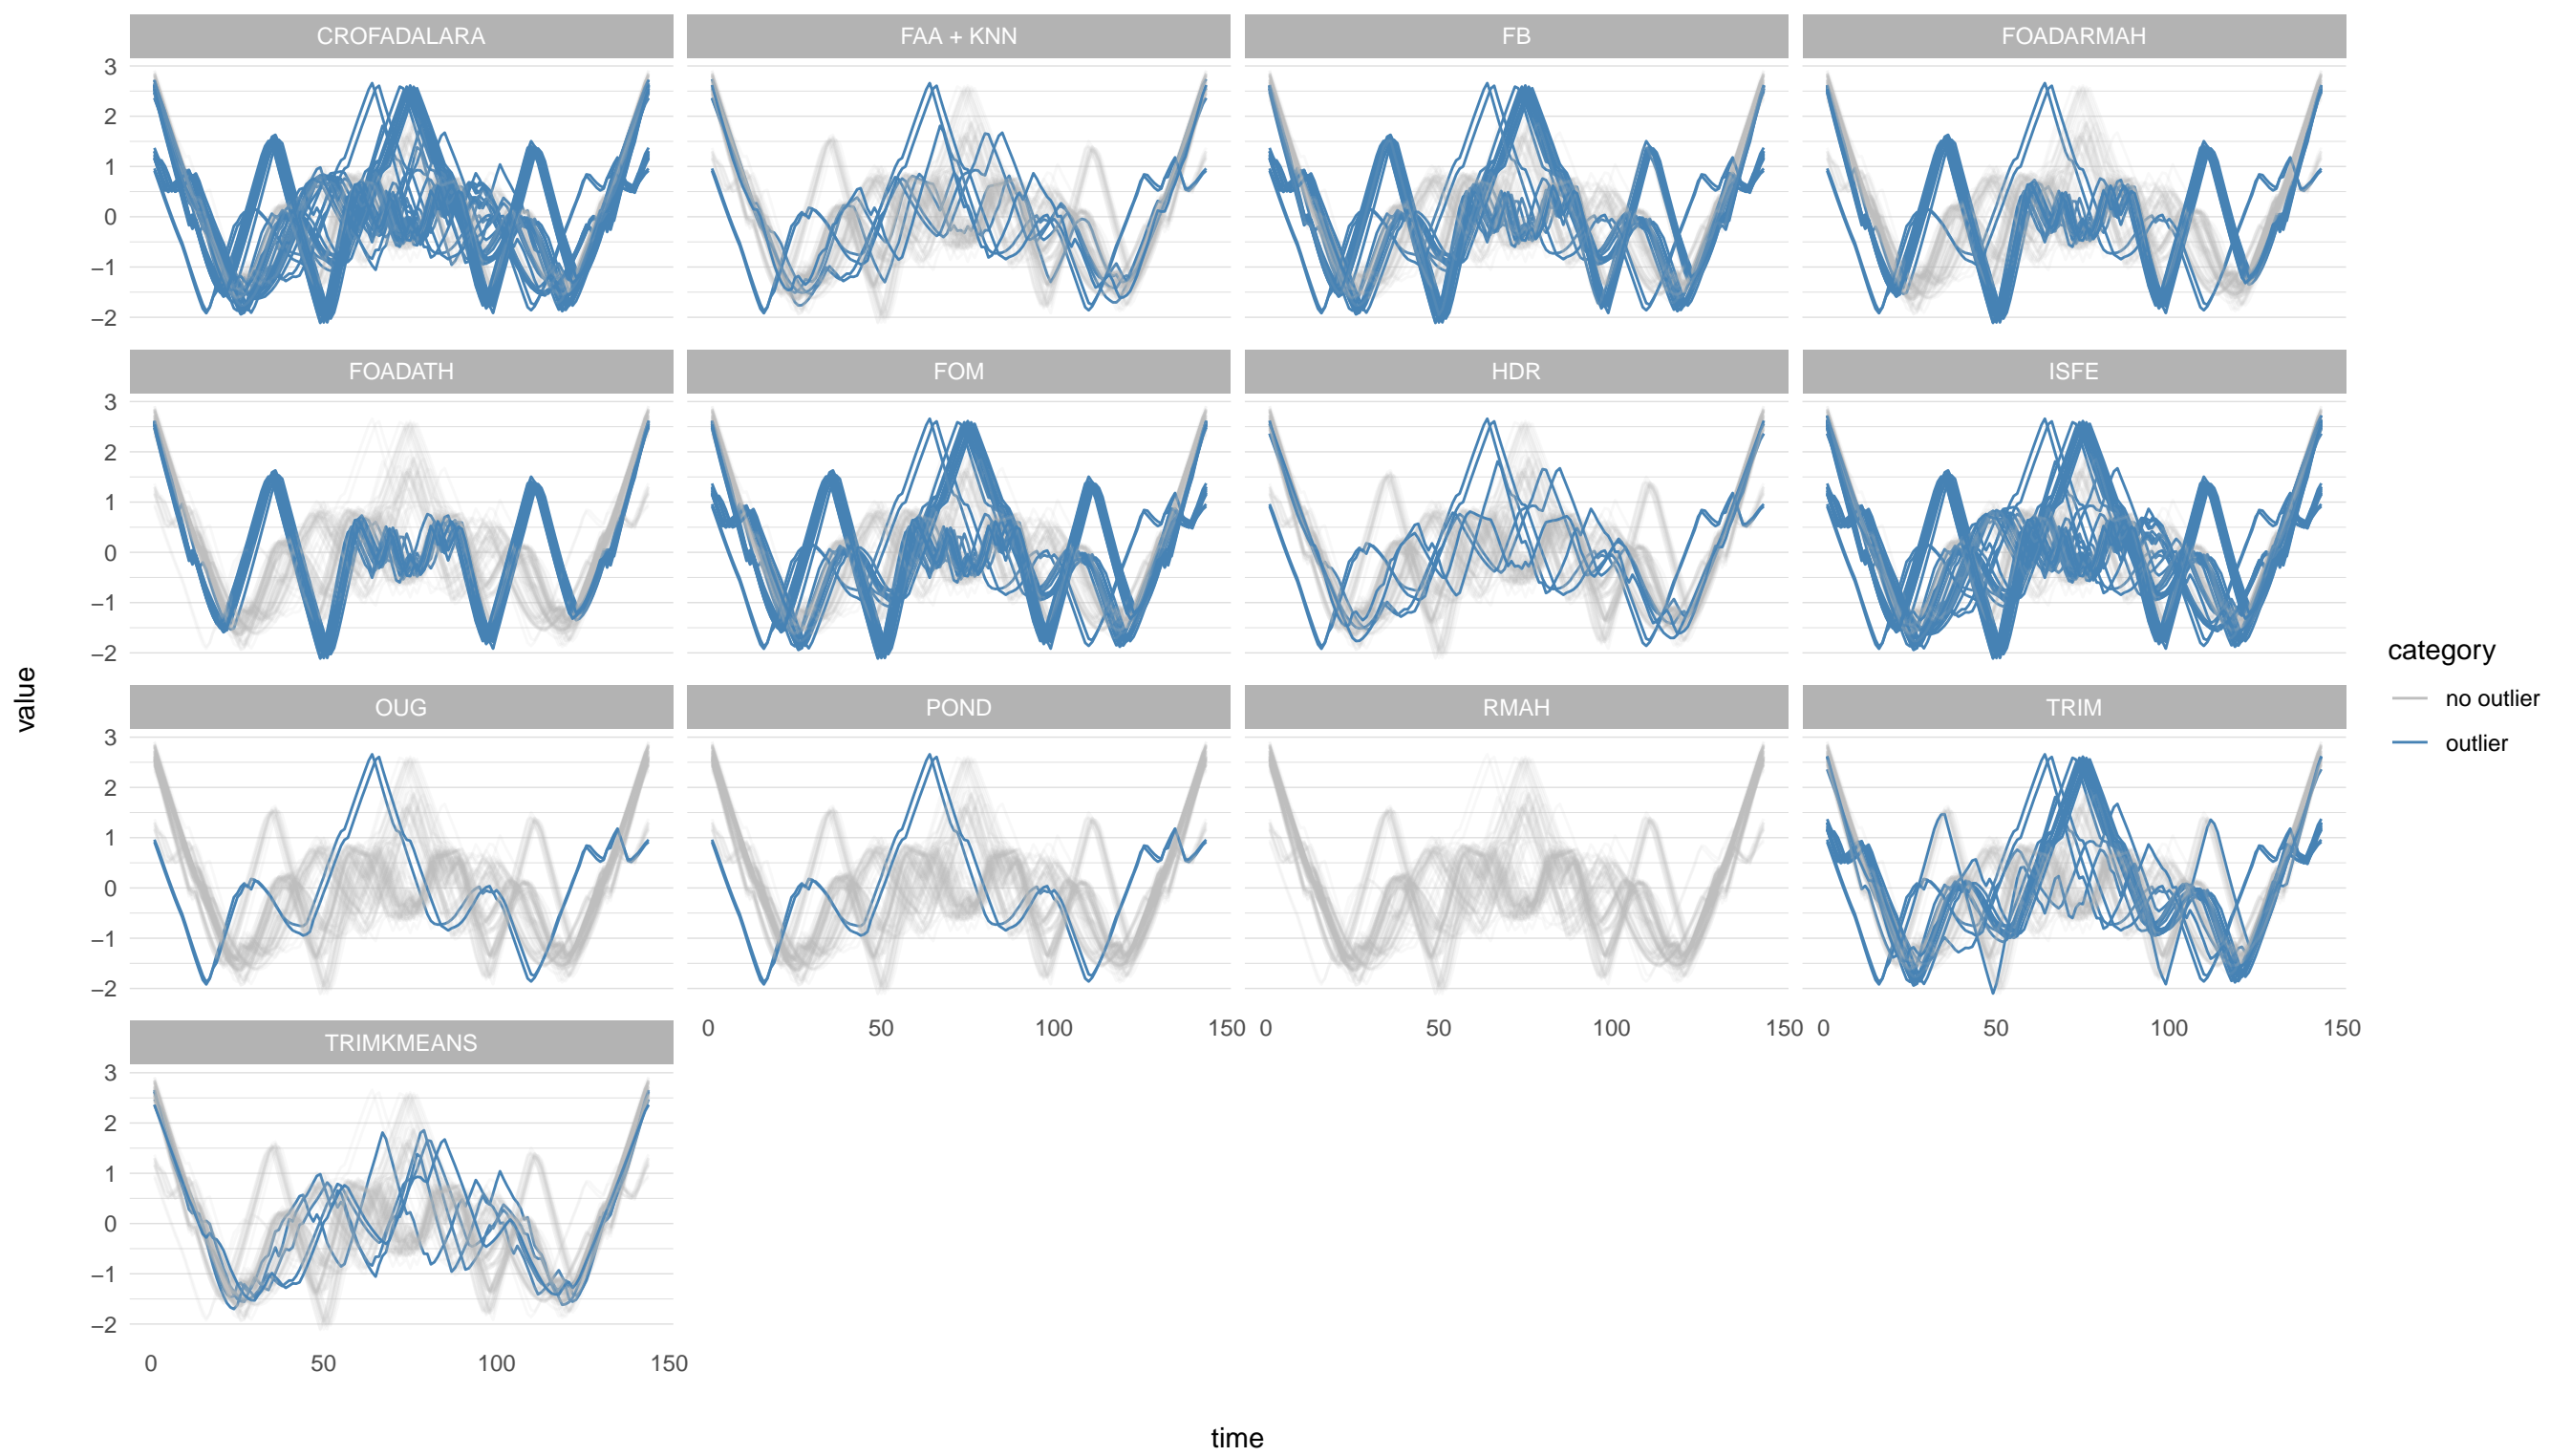 CROFADALARA FAA + KNN FB FOADARMAH
3
2
1
0
−1
−2
FOADATH FOM HDR ISFE
3
2
1
0
−1
−2
value
category
no outlier
outlier
OUG POND RMAH TRIM
3
2
1
0
−1
−2
0 50 100 150 0 50 100 150 0 50 100 150
TRIMKMEANS
3
2
1
0
−1
−2
0 50 100 150
time